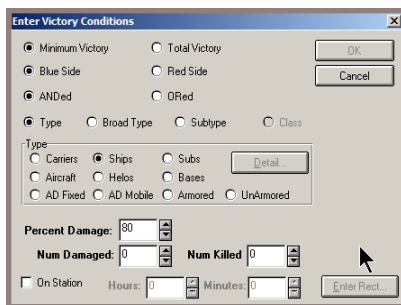 Enter Victory Conditions
Minimum Victory Total Victory OK
Blue Side Red Side Cancel
ANDed ORed
Type Broad Type Subtype Class
Type
Carriers Ships Subs Detail...
Aircraft Helos Bases
AD Fixed AD Mobile Armored UnArmored
Percent Damage: 80
Num Damaged: 0 Num Killed 0
On Station Hours: 0 Minutes: 0 Enter Rect...